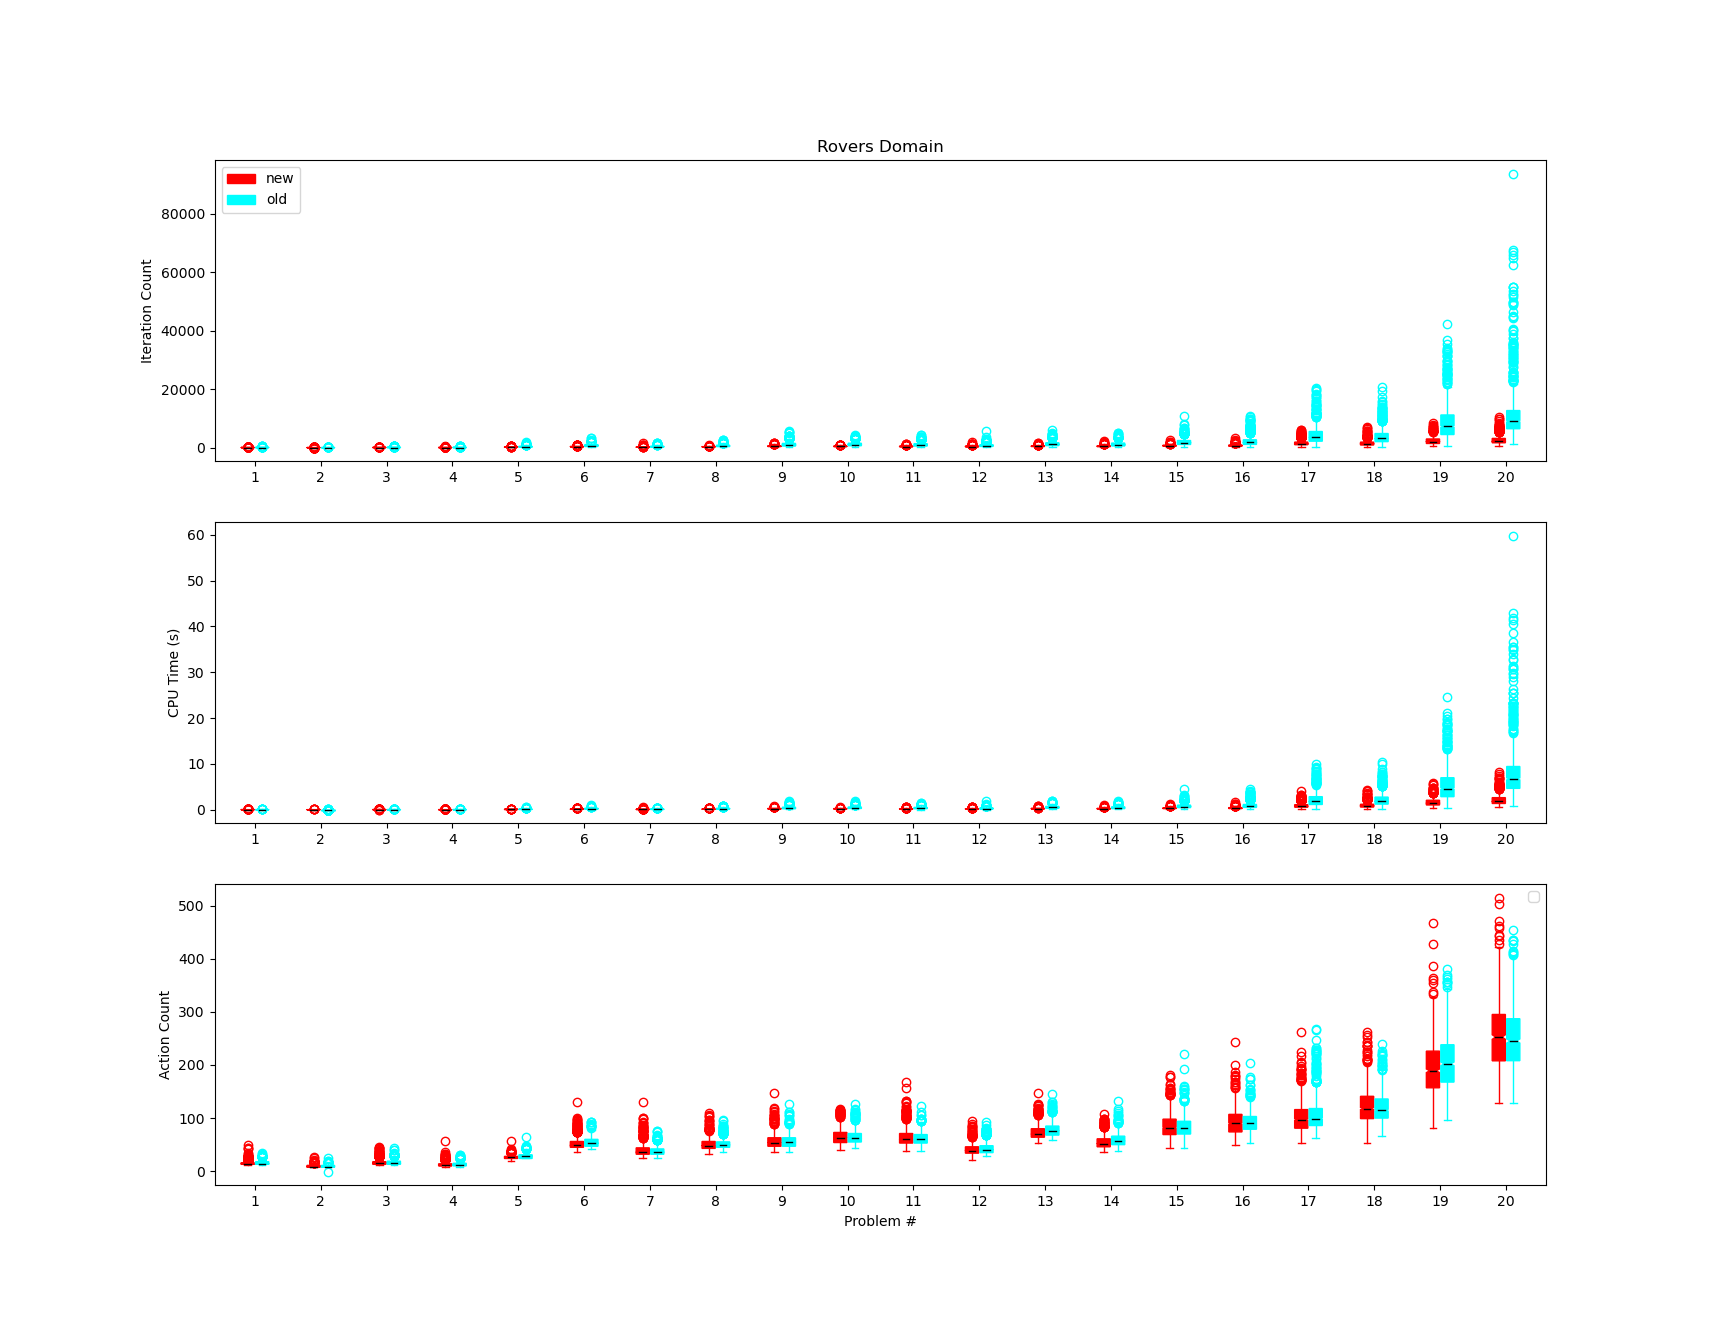 Rovers Domain
new
old
Iteration Count
80000
60000
40000
20000
0
1 2 3 4 5 6 7 8 9 10 11 12 13 14 15 16 17 18 19 20
CPU Time (s)
60
50
40
30
20
10
0
1 2 3 4 5 6 7 8 9 10 11 12 13 14 15 16 17 18 19 20
Action Count
500
400
300
200
100
0
1 2 3 4 5 6 7 8 9 10 11 12 13 14 15 16 17 18 19 20
Problem #